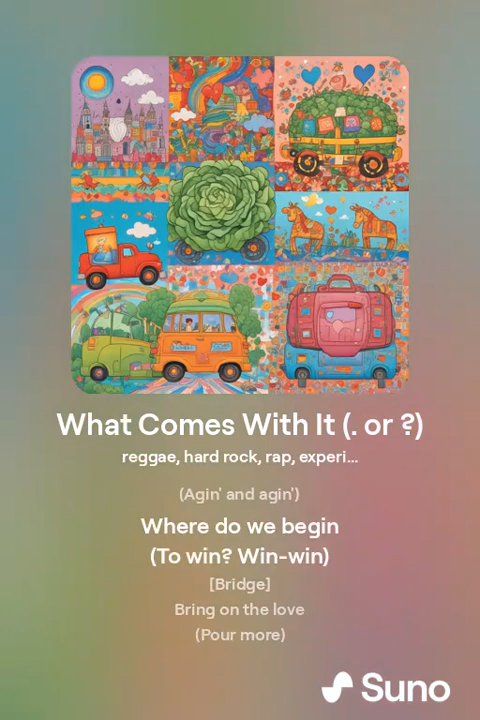 What Comes With It (. or ?)
reggae, hard rock, rap, experi...
(Agin' and agin')
Where do we begin
(To win? Win-win)
[Bridge]
Bring on the love
(Pour more)
Suno